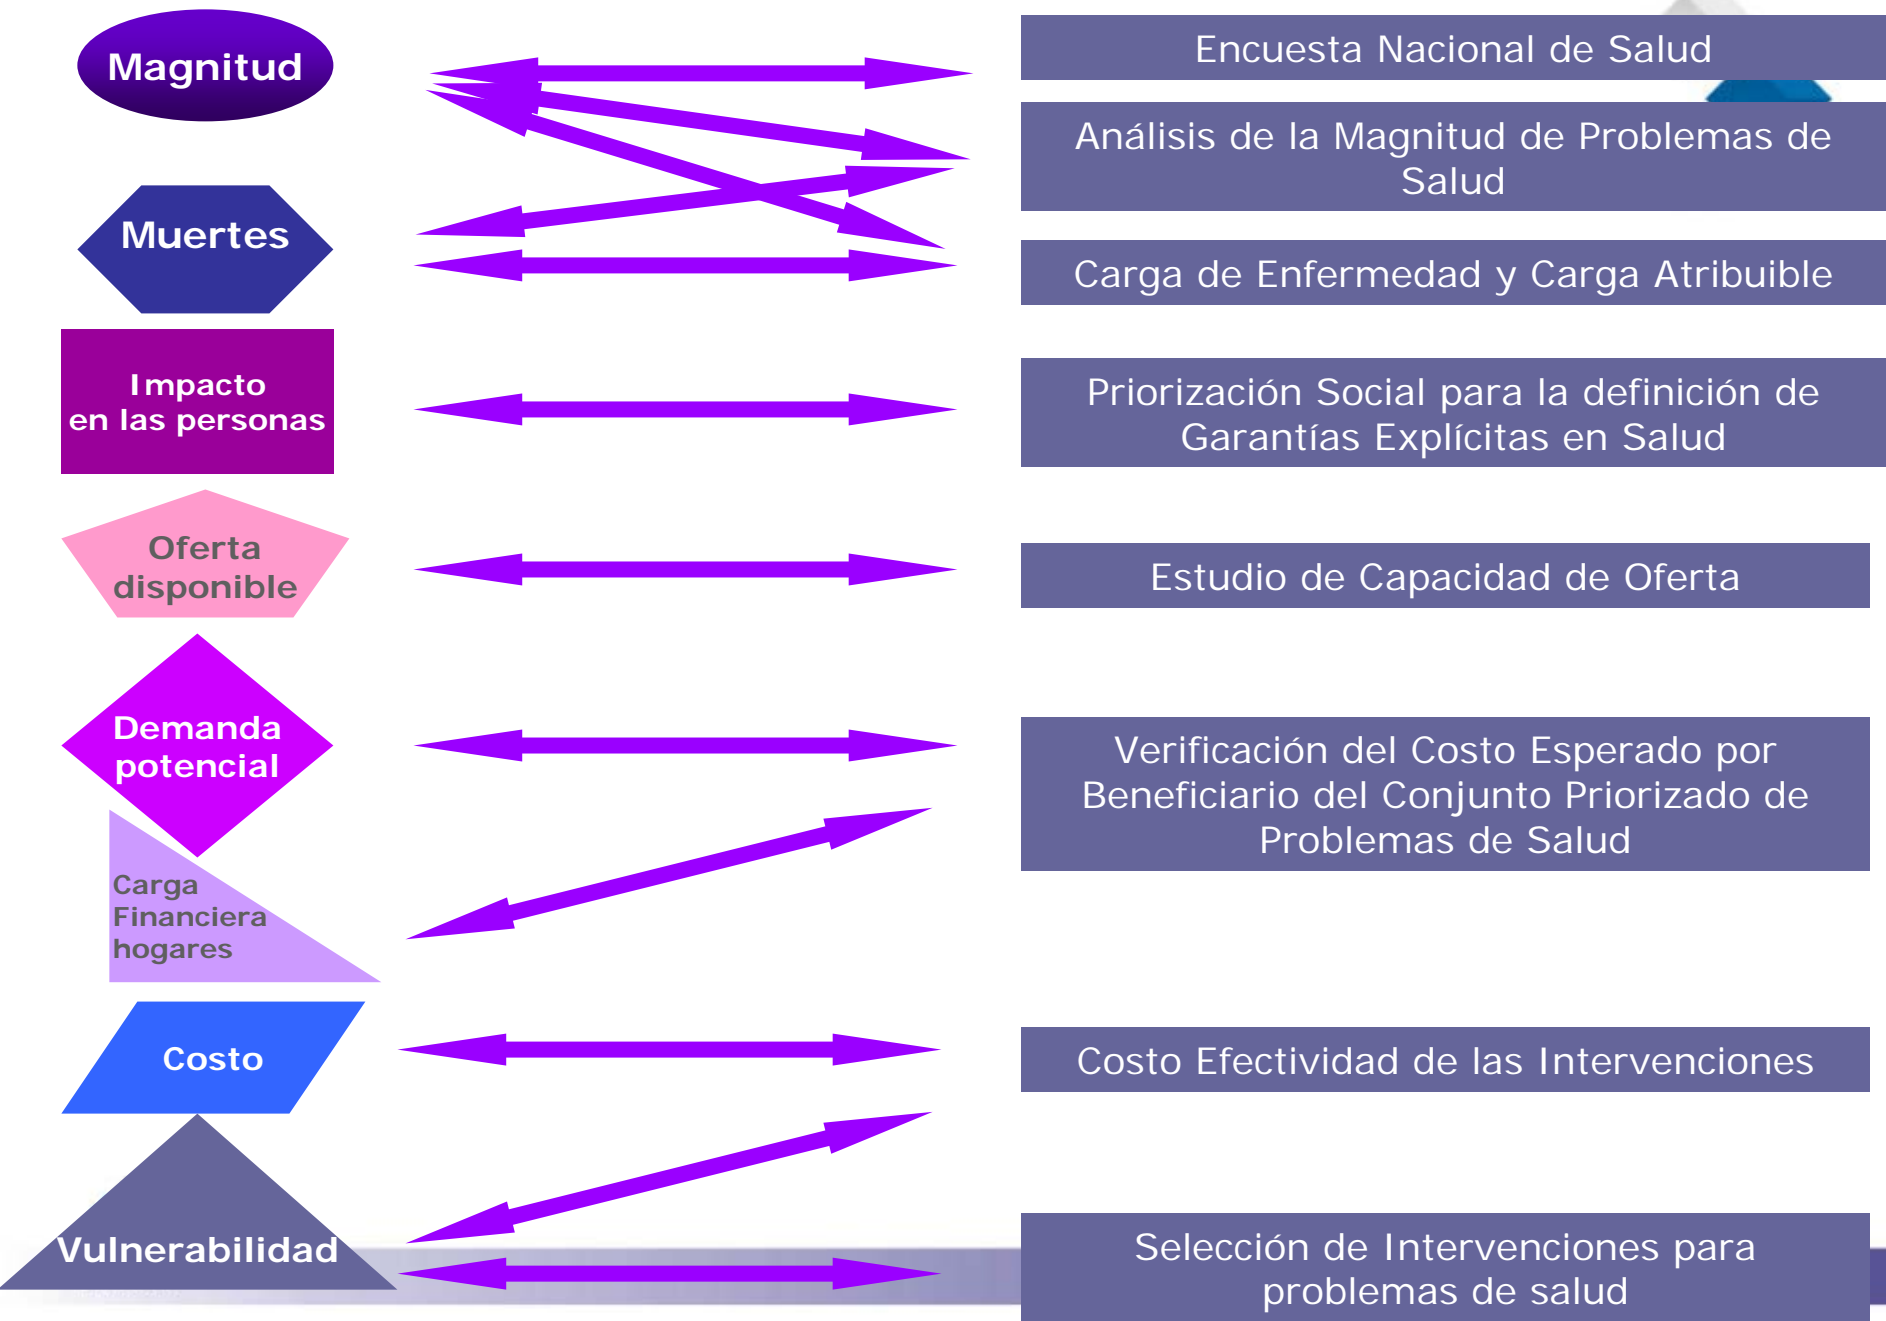 Magnitud
Encuesta Nacional de Salud
Análisis de la Magnitud de Problemas de
Salud
Muertes
Carga de Enfermedad y Carga Atribuible
Impacto
en las personas
Priorización Social para la definición de
Garantías Explícitas en Salud
Oferta
disponible
Estudio de Capacidad de Oferta
Demanda
potencial
Verificación del Costo Esperado por
Beneficiario del Conjunto Priorizado de
Problemas de Salud
Carga
Financiera
hogares
Costo
Costo Efectividad de las Intervenciones
Vulnerabilidad
Selección de Intervenciones para
problemas de salud